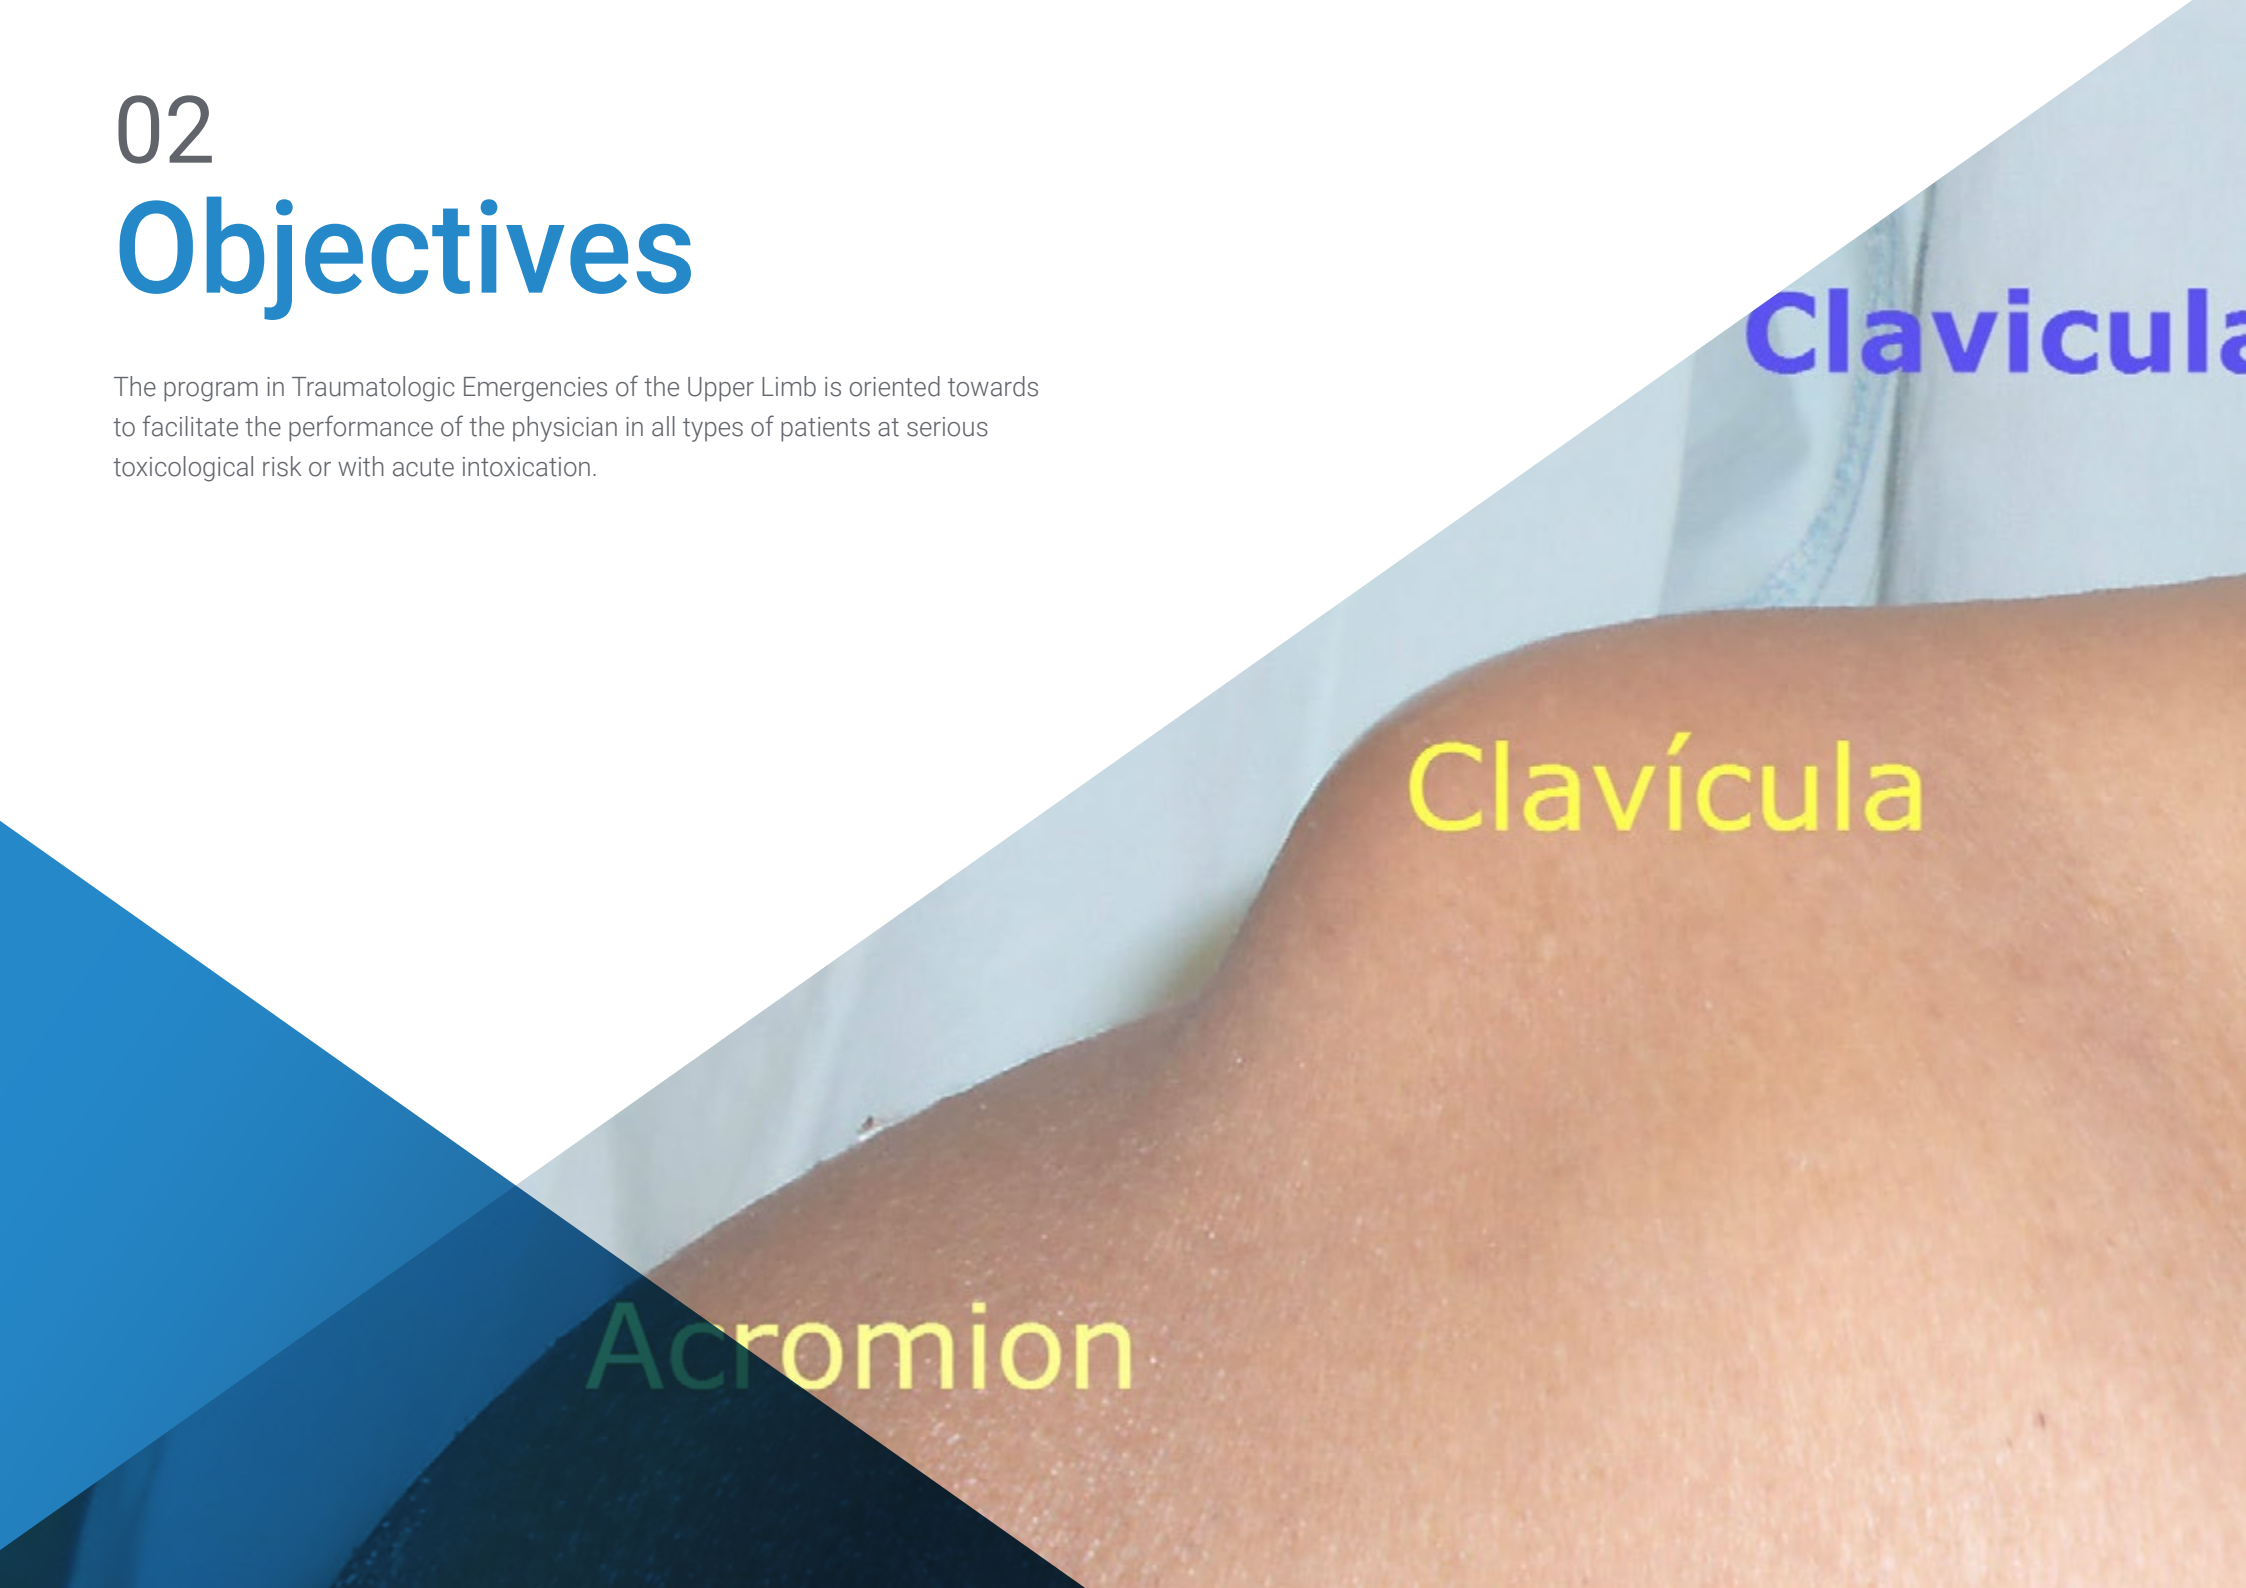 02
Objectives
The program in Traumatologic Emergencies of the Upper Limb is oriented towards
to facilitate the performance of the physician in all types of patients at serious
toxicological risk or with acute intoxication.
Clavicula
Clavícula
Acromion